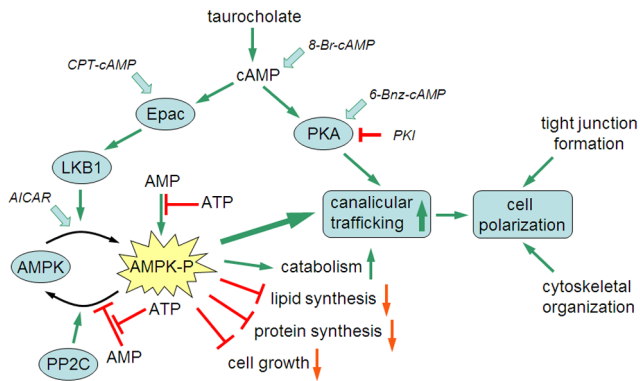 taurocholate
8-Br-cAMP
CPT-cAMP
cAMP
6-Bnz-cAMP
Epac
PKA
PKI
tight junction
formation
LKB1
AMP
ATP
AICAR
canalicular
trafficking
cell
polarization
AMPK
AMPK-P
catabolism
ATP
lipid synthesis
cytoskeletal
organization
protein synthesis
AMP
PP2C
cell growth